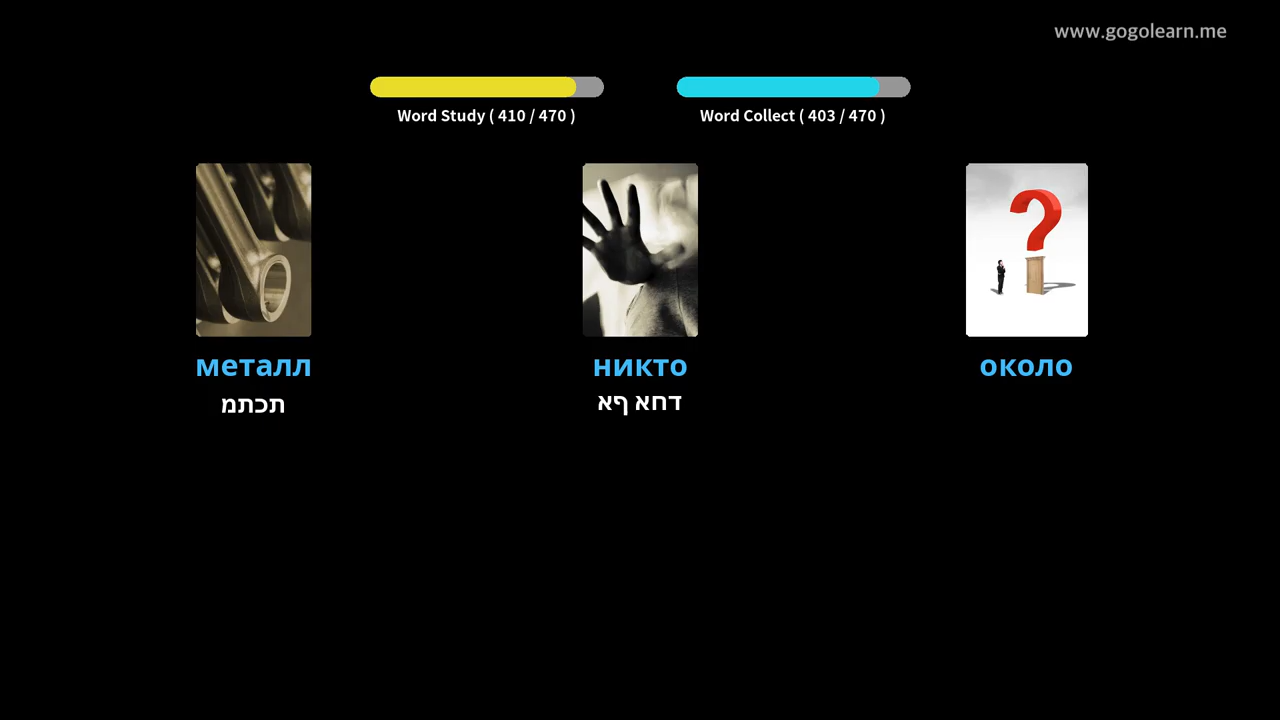 www.gogolearn.me
Word Study ( 410 / 470 )
Word Collect ( 403 / 470 )
металл
תכתמ
никто
דחא ףא
около